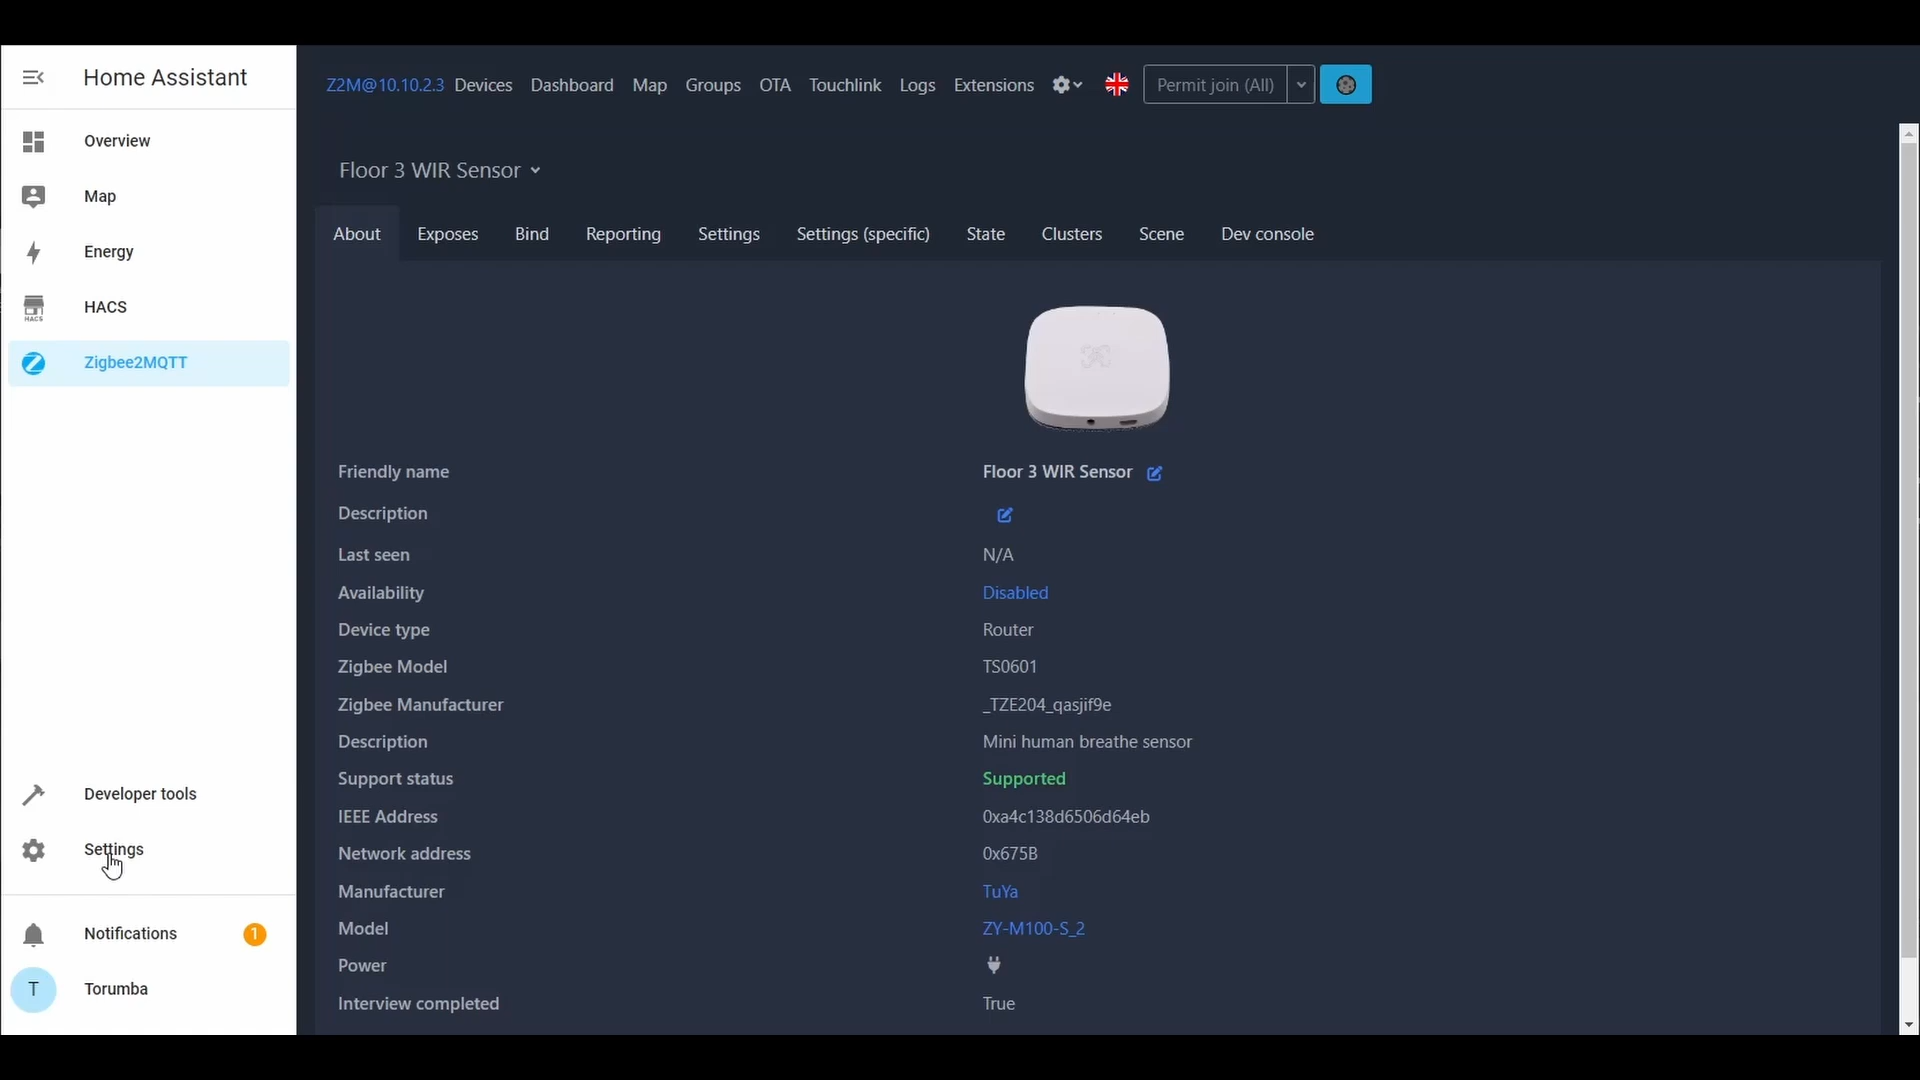 Home Assistant
Overview
Map
Energy
HACS
HACS
Zigbee2MQTT
Developer tools
Settings
Notifications 1
T Torumba
Z2M@10.10.2.3 Devices Dashboard Map Groups OTA Touchlink Logs Extensions Permit join (All)
Floor 3 WIR Sensor
About Exposes Bind Reporting Settings Settings (specific) State Clusters Scene Dev console
Friendly name Floor 3 WIR Sensor
Description
Last seen N/A
Availability Disabled
Device type Router
Zigbee Model TS0601
Zigbee Manufacturer _TZE204_qasjif9e
Description Mini human breathe sensor
Support status Supported
IEEE Address 0xa4c138d6506d64eb
Network address 0x675B
Manufacturer TuYa
Model ZY-M100-S_2
Power
Interview completed True